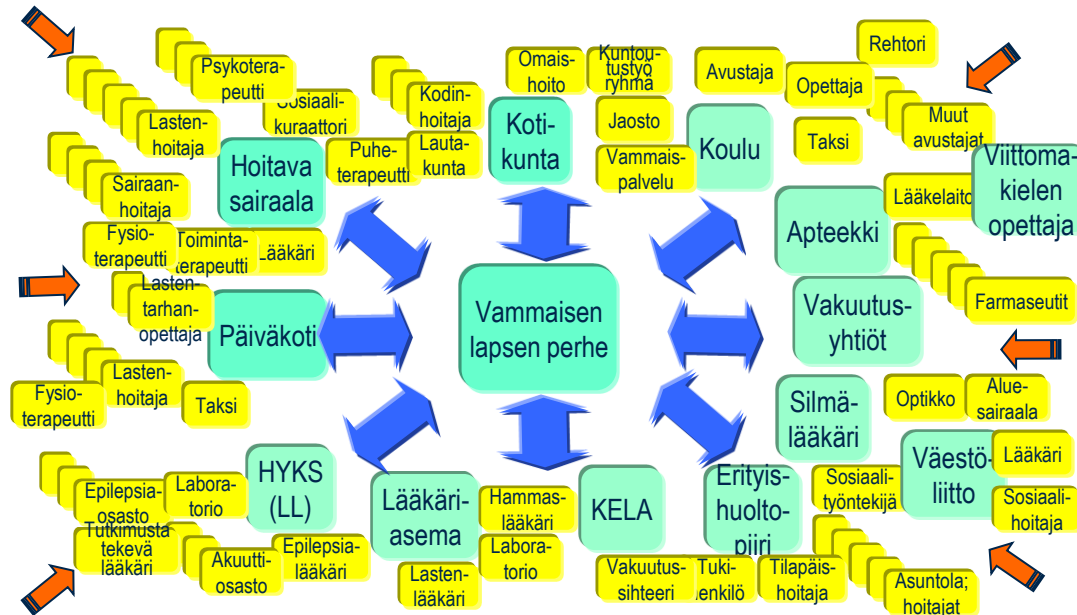 Rehtori
Omais-
hoito
Kuntou-
tustyö
ryhmä
Avustaja
Opettaja
Psykotera-
peutti
Kodin-
hoitaja
Sosiaali-
kuraattori
Jaosto
Muut
avustajat
Lasten-
hoitaja
Koti-
kunta
Koulu
Taksi
Puhe-
terapeutti
Lauta-
kunta
Vammais-
palvelu
Viittoma-
kielen
opettaja
Hoitava
sairaala
Sairaan-
hoitaja
Lääkelaito
Apteekki
Fysio-
terapeutti
Toiminta-
terapeutti
Lääkäri
Lasten-
tarhan-
opettaja
Farmaseutit
Päiväkoti
Vammaisen
lapsen perhe
Vakuutus-
yhtiöt
Lasten-
hoitaja
Fysio-
terapeutti
Taksi
Silmä-
lääkäri
Optikko
Alue-
sairaala
HYKS
(LL)
Lääkäri-
asema
KELA
Erityis-
huolto-
piiri
Väestö-
liitto
Lääkäri
Epilepsia-
osasto
Labora-
torio
Hammas-
lääkäri
Sosiaali-
työntekijä
Sosiaali-
hoitaja
Tutkimusta
tekevä
lääkäri
Akuutti-
osasto
Epilepsia-
lääkäri
Labora-
torio
Lasten-
lääkäri
Vakuutus-
sihteeri
Tuki-
enkilö
Tilapäis-
hoitaja
Asuntola;
hoitajat